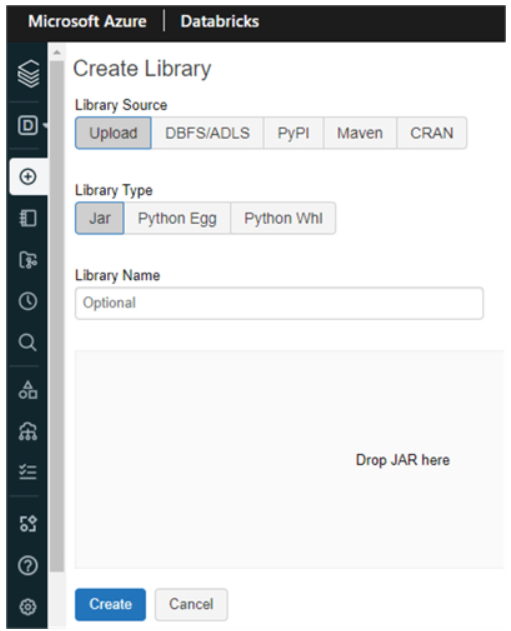 Microsoft Azure | Databricks
Create Library
Library Source
Upload DBFS/ADLS PyPI Maven CRAN
Library Type
Jar Python Egg Python Whl
Library Name
Optional
Drop JAR here
Create Cancel